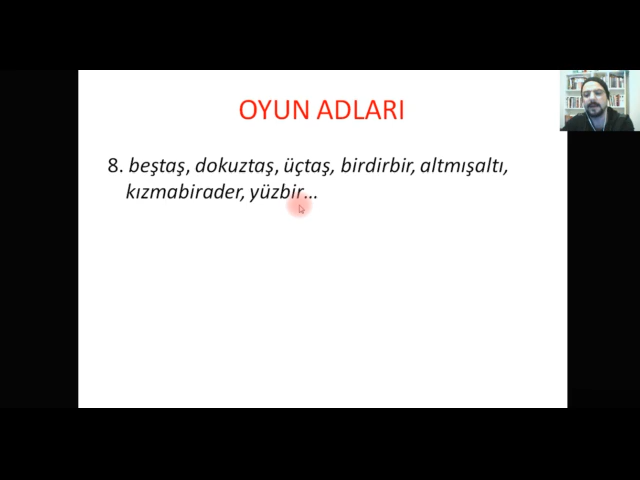 OYUN ADLARI
8. beştaş, dokuztaş, üçtaş, birdirbir, altmışaltı,
kızmabirader, yüzbir...